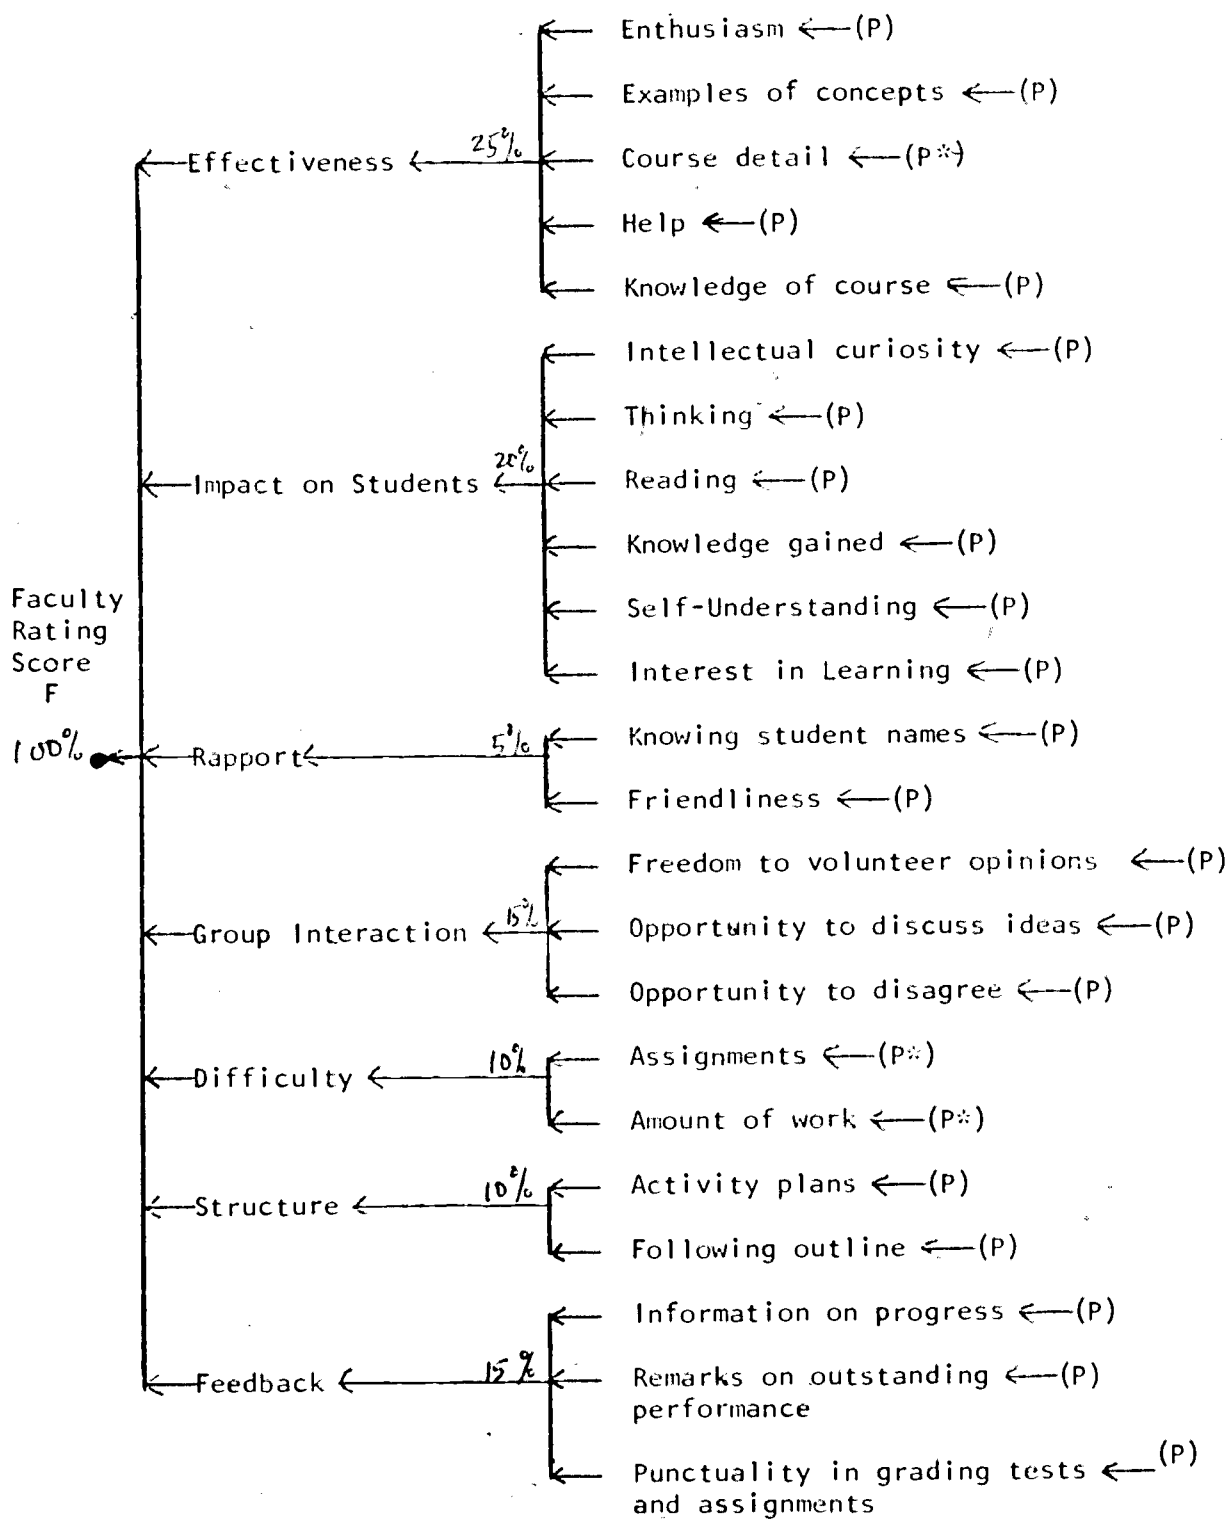 Enthusiasm ←(P)
Examples of concepts ←(P)
Effectiveness ← 25% Course detail ←(P*)
Help ←(P)
Knowledge of course ←(P)
Intellectual curiosity ←(P)
Thinking ←(P)
Impact on Students ← 20% Reading ←(P)
Knowledge gained ←(P)
Self-Understanding ←(P)
Interest in Learning ←(P)
Faculty
Rating
Score
F
100%
Rapport ← 5%
Knowing student names ←(P)
Friendliness ←(P)
Freedom to volunteer opinions ←(P)
Group Interaction ← 15% Opportunity to discuss ideas ←(P)
Opportunity to disagree ←(P)
Difficulty ← 10%
Assignments ←(P*)
Amount of work ←(P*)
Structure ← 10%
Activity plans ←(P)
Following outline ←(P)
Information on progress ←(P)
Feedback ← 15% Remarks on outstanding ←(P)
performance
Punctuality in grading tests ←(P)
and assignments